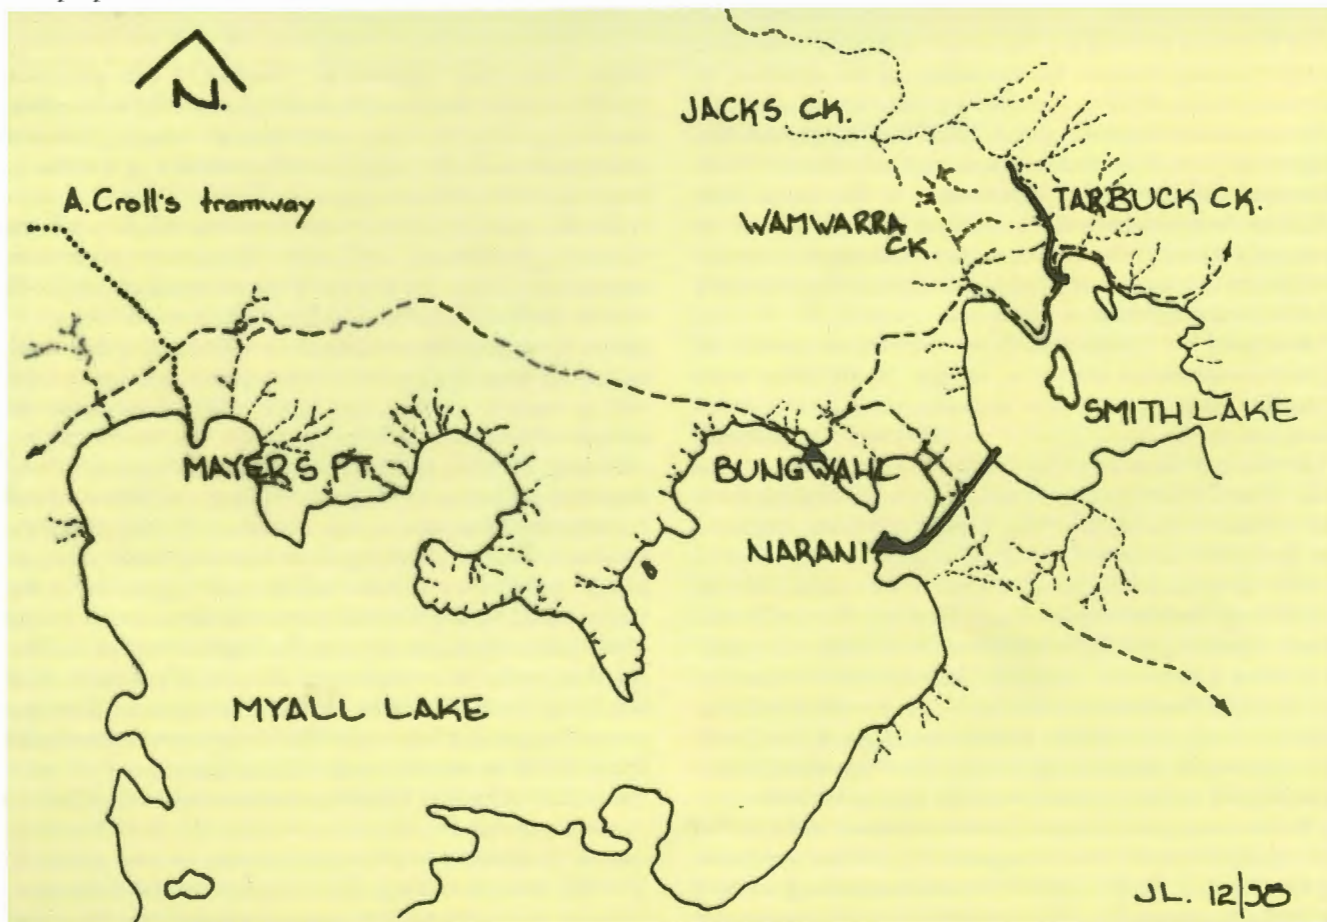 N.
JACKS CK.
A. Croll's tramway
TARBUCK CK.
WAMWARRA
CK.
SMITH LAKE
MAYERS PT.
BUNGWAHL
NARANI
MYALL LAKE
JL. 12/98